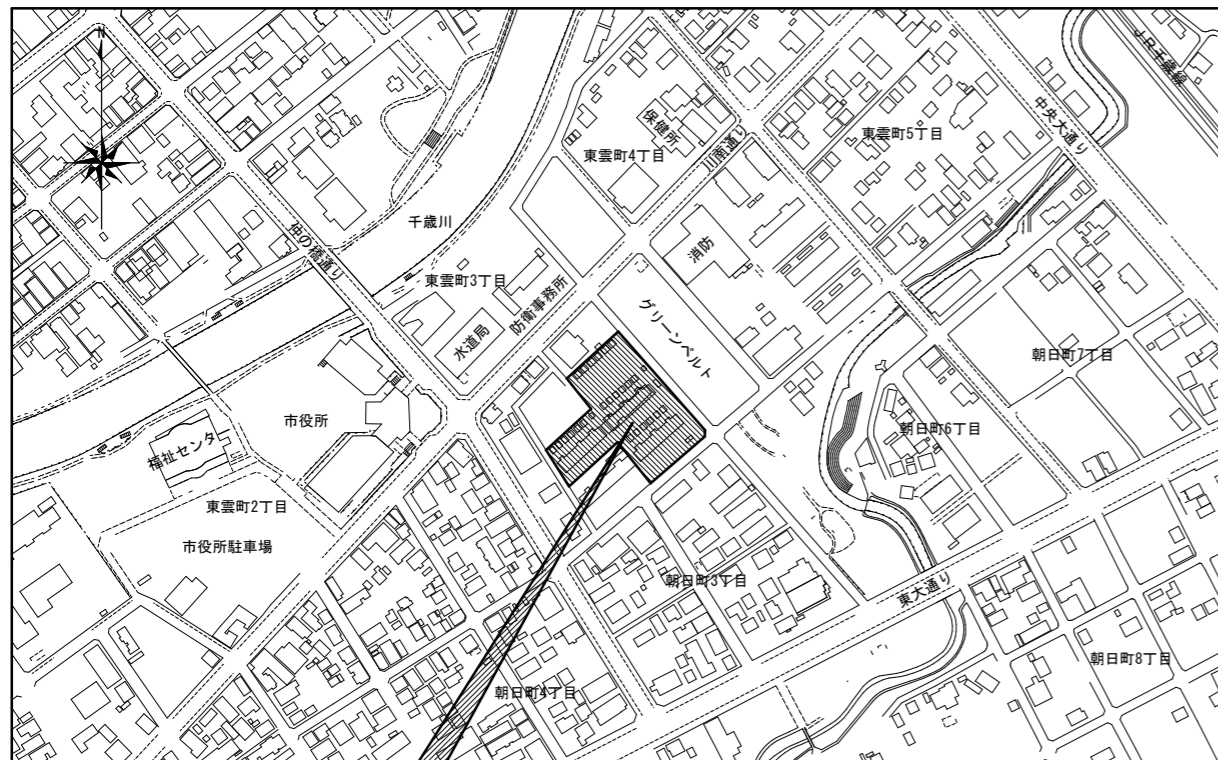 N
JR千歳線
中央大通り
保健所
東雲町4丁目
川南通り
東雲町5丁目
千歳川
仲の橋通り
消防
東雲町3丁目
防衛事務所
水道局
グリーンベルト
朝日町7丁目
市役所
福祉センタ
朝日町6丁目
東雲町2丁目
市役所駐車場
朝日町3丁目
東大通り
朝日町4丁目
朝日町8丁目